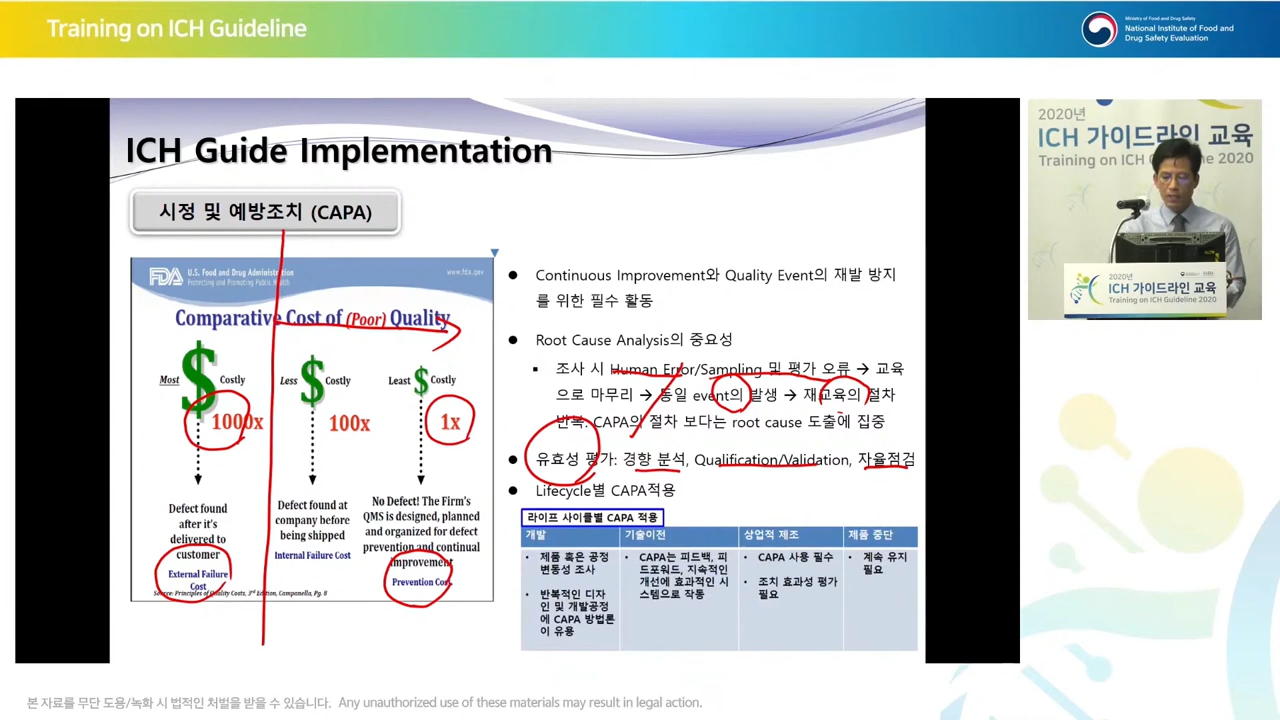 Training on ICH Guideline
Ministry of Food and Drug Safety
National Institute of Food and
Drug Safety Evaluation
ICH Guide Implementation
시정 및 예방조치 (CAPA)
FDA U.S. Food and Drug Administration
Protecting and Promoting Public Health
www.fda.gov
Comparative Cost of (Poor) Quality
Most $ Costly
Less $ Costly
Least $ Costly
1000x
100x
1x
Defect found
after it's
delivered to
customer
External Failure
Cost
Defect found at
company before
being shipped
Internal Failure Cost
No Defect! The Firm's
QMS is designed, planned
and organized for defect
prevention and continual
improvement
Prevention Cost
Source: Principles of Quality Costs, 3rd Edition, Campanella, Pg. 8
● Continuous Improvement와 Quality Event의 재발 방지
를 위한 필수 활동
● Root Cause Analysis의 중요성
▪ 조사 시 Human Error/Sampling 및 평가 오류 → 교육
으로 마무리 → 동일 event의 발생 → 재교육의 절차
반복: CAPA의 절차 보다는 root cause 도출에 집중
● 유효성 평가: 경향 분석, Qualification/Validation, 자율점검
● Lifecycle별 CAPA적용
라이프 사이클별 CAPA 적용
개발
기술이전
상업적 제조
제품 중단
• 제품 혹은 공정
변동성 조사
• 반복적인 디자
인 및 개발공정
에 CAPA 방법론
이 유용
• CAPA는 피드백, 피
드포워드, 지속적인
개선에 효과적인 시
스템으로 작동
• CAPA 사용 필수
• 조치 효과성 평가
필요
• 계속 유지
필요
2020년
ICH 가이드라인 교육
Training on ICH Guideline 2020
2020년
ICH 가이드라인 교육
Training on ICH Guideline 2020
본 자료를 무단 도용/녹화 시 법적인 처벌을 받을 수 있습니다. Any unauthorized use of these materials may result in legal action.